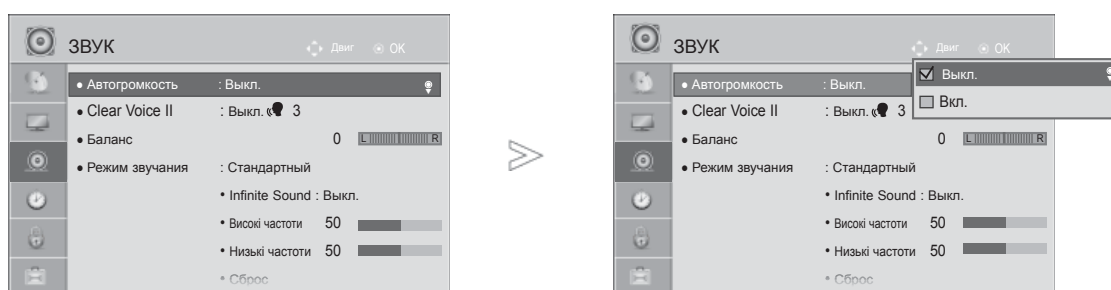 ЗВУК
Двиг ОК
• Автогромкость : Выкл.
• Clear Voice II : Выкл. 3
• Баланс 0 L R
• Режим звучания : Стандартный
• Infinite Sound : Выкл.
• Високі частоти 50
• Низькі частоти 50
• Сброс
>
ЗВУК
Двиг ОК
• Автогромкость : Выкл.
Выкл.
Вкл.
• Clear Voice II : Выкл. 3
• Баланс 0 L R
• Режим звучания : Стандартный
• Infinite Sound : Выкл.
• Високі частоти 50
• Низькі частоти 50
• Сброс